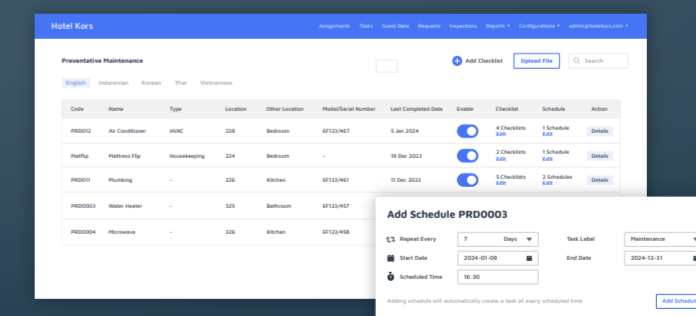 Hotel Kors
Assignments Tasks Guest Data Requests Inspections Reports Configurations admin@hotelkors.com
Preventative Maintenance
Add Checklist Upload File Search
English Indonesian Korean Thai Vietnamese
Code Name Type Location Other Location Model/Serial Number Last Completed Date Enable Checklist Schedule Action
PRD012 Air Conditioner HVAC 228 Bedroom EF123/467 5 Jan 2024 4 Checklists 1 Schedule Details
Edit Edit
Matflip Mattress Flip Housekeeping 224 Bedroom - 19 Dec 2023 2 Checklists 1 Schedule Details
Edit Edit
PRD011 Plumbing - 226 Kitchen EF123/461 11 Dec 2023 5 Checklists 2 Schedules Details
Edit Edit
PRD0003 Water Heater - 325 Bathroom EF123/457
PRD0004 Microwave - 326 Kitchen EF123/458
Add Schedule PRD0003
Repeat Every 7 Days Task Label Maintenance
Start Date 2024-01-09 End Date 2024-12-31
Scheduled Time 16:30
Adding schedule will automatically create a task at every scheduled time
Add Schedul